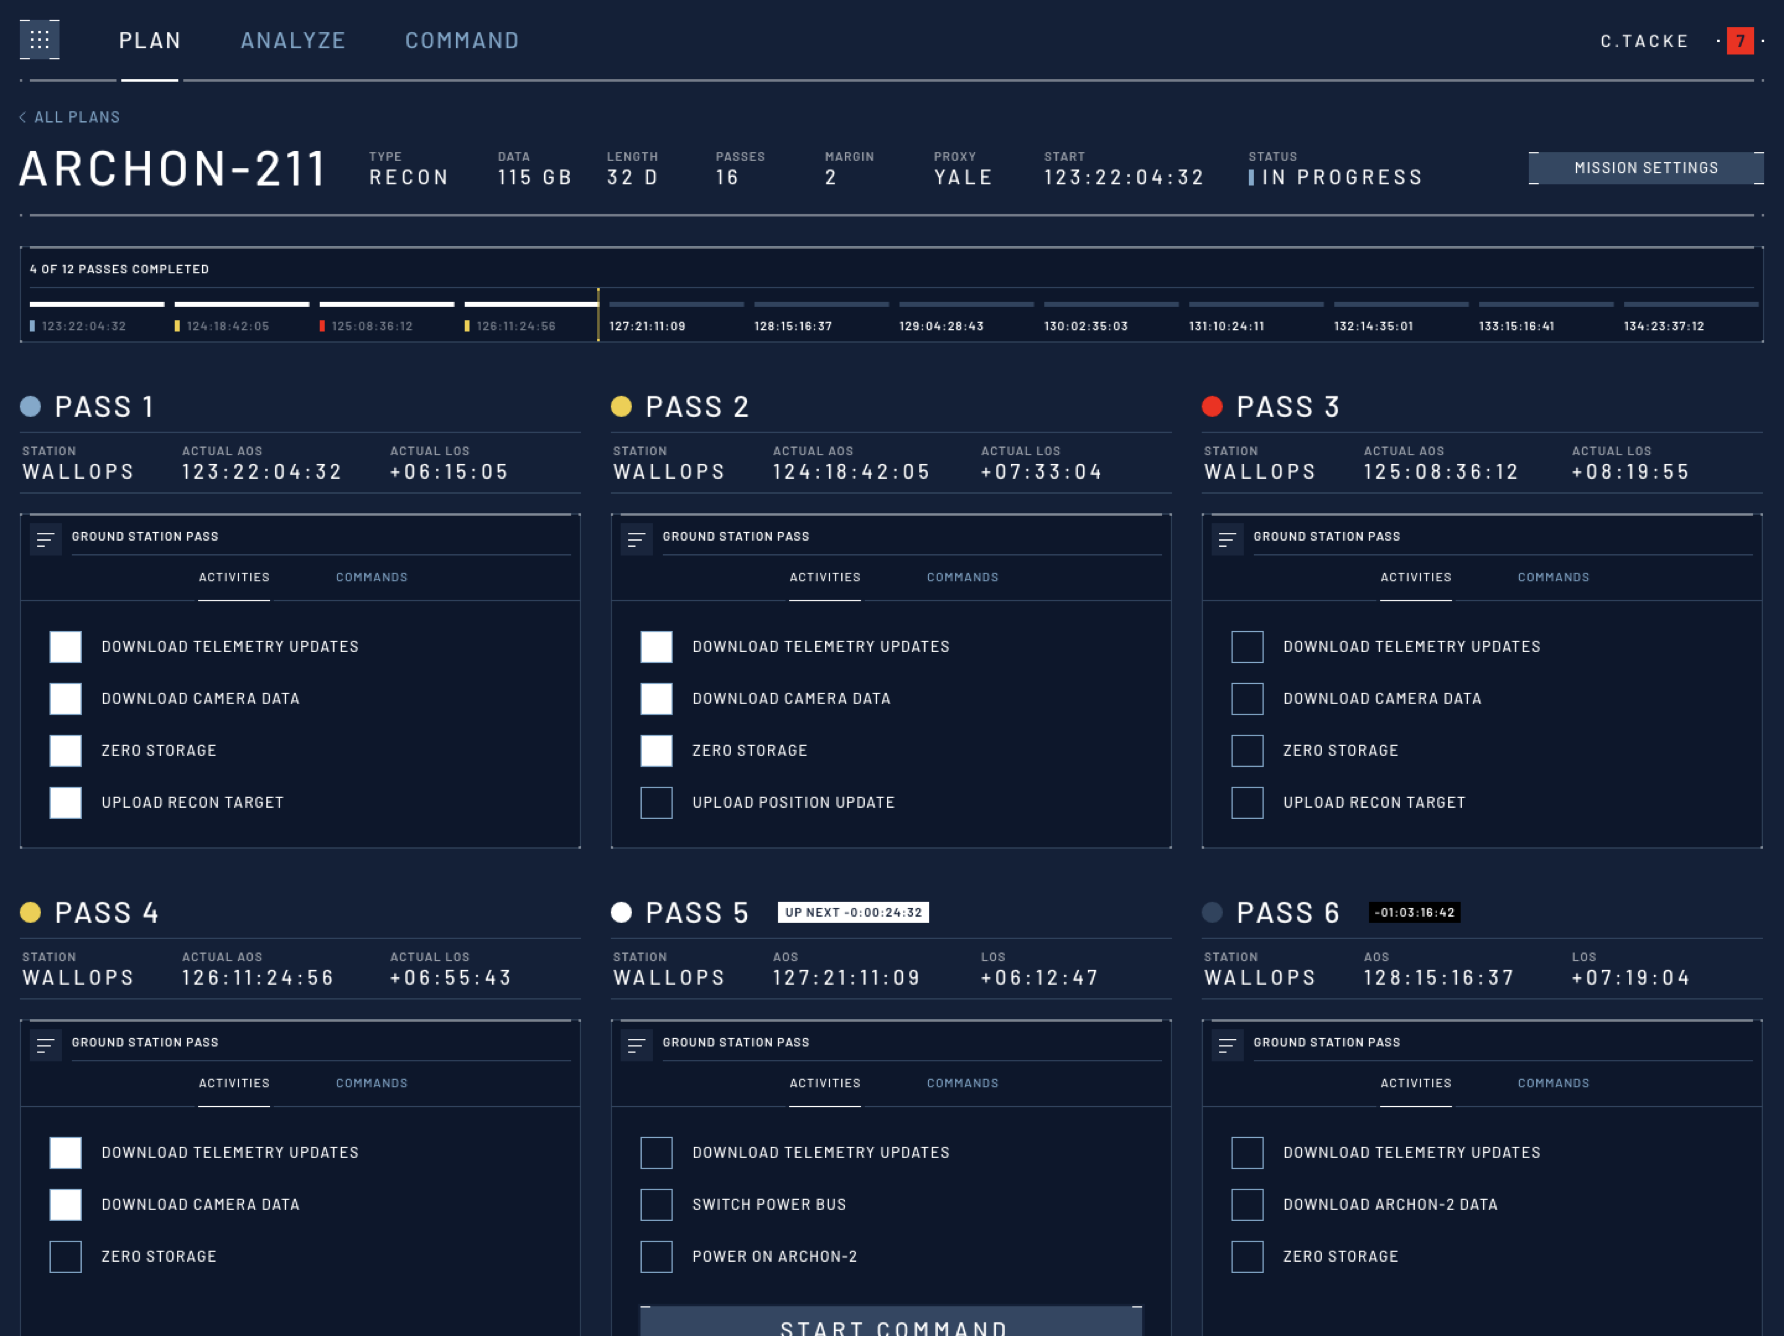 PLAN ANALYZE COMMAND C.TACKE 7
ALL PLANS
ARCHON-211
TYPE DATA LENGTH PASSES MARGIN PROXY START STATUS
RECON 115 GB 32 D 16 2 YALE 123:22:04:32 IN PROGRESS
MISSION SETTINGS
4 OF 12 PASSES COMPLETED
123:22:04:32 124:18:42:05 125:08:36:12 126:11:24:56 127:21:11:09 128:15:16:37 129:04:28:43 130:02:35:03 131:10:24:11 132:14:35:01 133:15:16:41 134:23:37:12
PASS 1
STATION ACTUAL AOS ACTUAL LOS
WALLOPS 123:22:04:32 +06:15:05
GROUND STATION PASS
ACTIVITIES COMMANDS
DOWNLOAD TELEMETRY UPDATES
DOWNLOAD CAMERA DATA
ZERO STORAGE
UPLOAD RECON TARGET
PASS 2
STATION ACTUAL AOS ACTUAL LOS
WALLOPS 124:18:42:05 +07:33:04
GROUND STATION PASS
ACTIVITIES COMMANDS
DOWNLOAD TELEMETRY UPDATES
DOWNLOAD CAMERA DATA
ZERO STORAGE
UPLOAD POSITION UPDATE
PASS 3
STATION ACTUAL AOS ACTUAL LOS
WALLOPS 125:08:36:12 +08:19:55
GROUND STATION PASS
ACTIVITIES COMMANDS
DOWNLOAD TELEMETRY UPDATES
DOWNLOAD CAMERA DATA
ZERO STORAGE
UPLOAD RECON TARGET
PASS 4
STATION ACTUAL AOS ACTUAL LOS
WALLOPS 126:11:24:56 +06:55:43
GROUND STATION PASS
ACTIVITIES COMMANDS
DOWNLOAD TELEMETRY UPDATES
DOWNLOAD CAMERA DATA
ZERO STORAGE
PASS 5 UP NEXT -0:00:24:32
STATION AOS LOS
WALLOPS 127:21:11:09 +06:12:47
GROUND STATION PASS
ACTIVITIES COMMANDS
DOWNLOAD TELEMETRY UPDATES
SWITCH POWER BUS
POWER ON ARCHON-2
START COMMAND
PASS 6 -01:03:16:42
STATION AOS LOS
WALLOPS 128:15:16:37 +07:19:04
GROUND STATION PASS
ACTIVITIES COMMANDS
DOWNLOAD TELEMETRY UPDATES
DOWNLOAD ARCHON-2 DATA
ZERO STORAGE